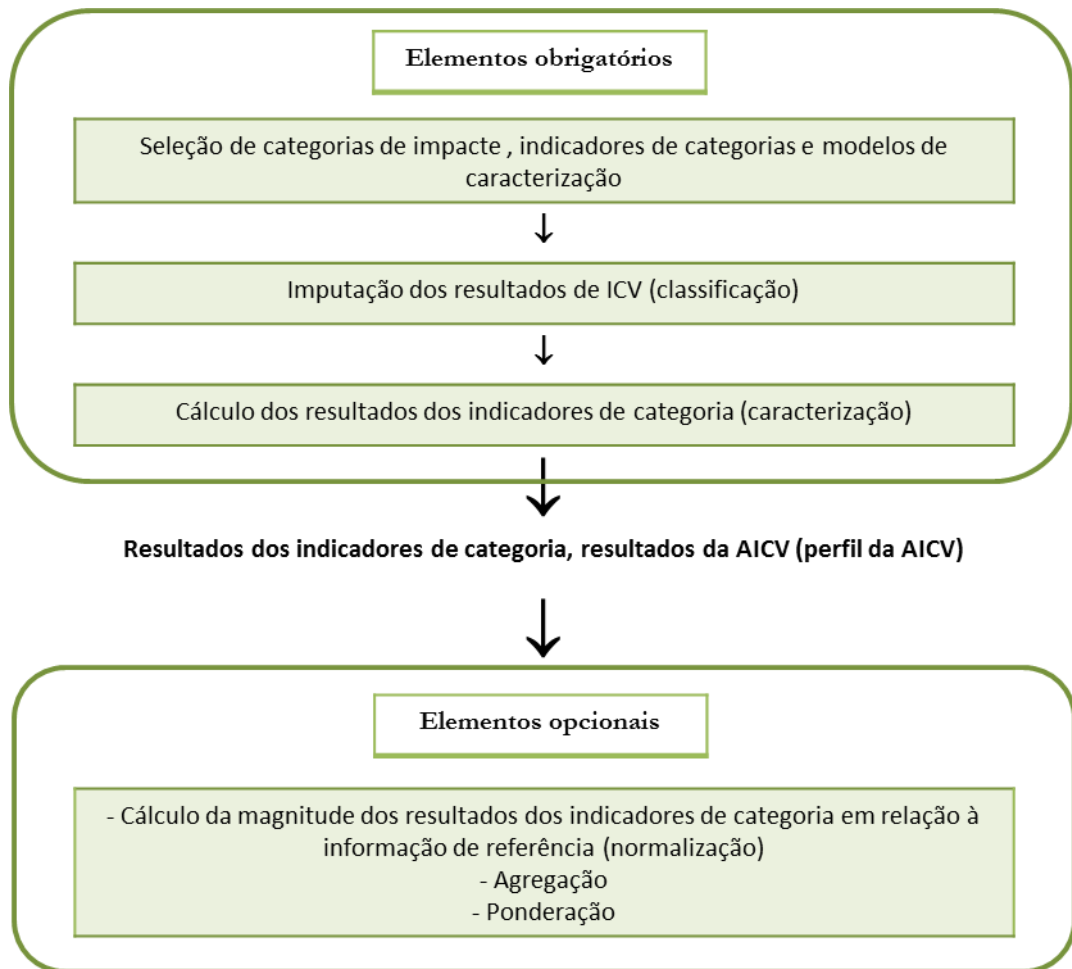 Elementos obrigatórios
Seleção de categorias de impacte , indicadores de categorias e modelos de
caracterização
↓
Imputação dos resultados de ICV (classificação)
↓
Cálculo dos resultados dos indicadores de categoria (caracterização)
↓
Resultados dos indicadores de categoria, resultados da AICV (perfil da AICV)
↓
Elementos opcionais
- Cálculo da magnitude dos resultados dos indicadores de categoria em relação à
informação de referência (normalização)
- Agregação
- Ponderação